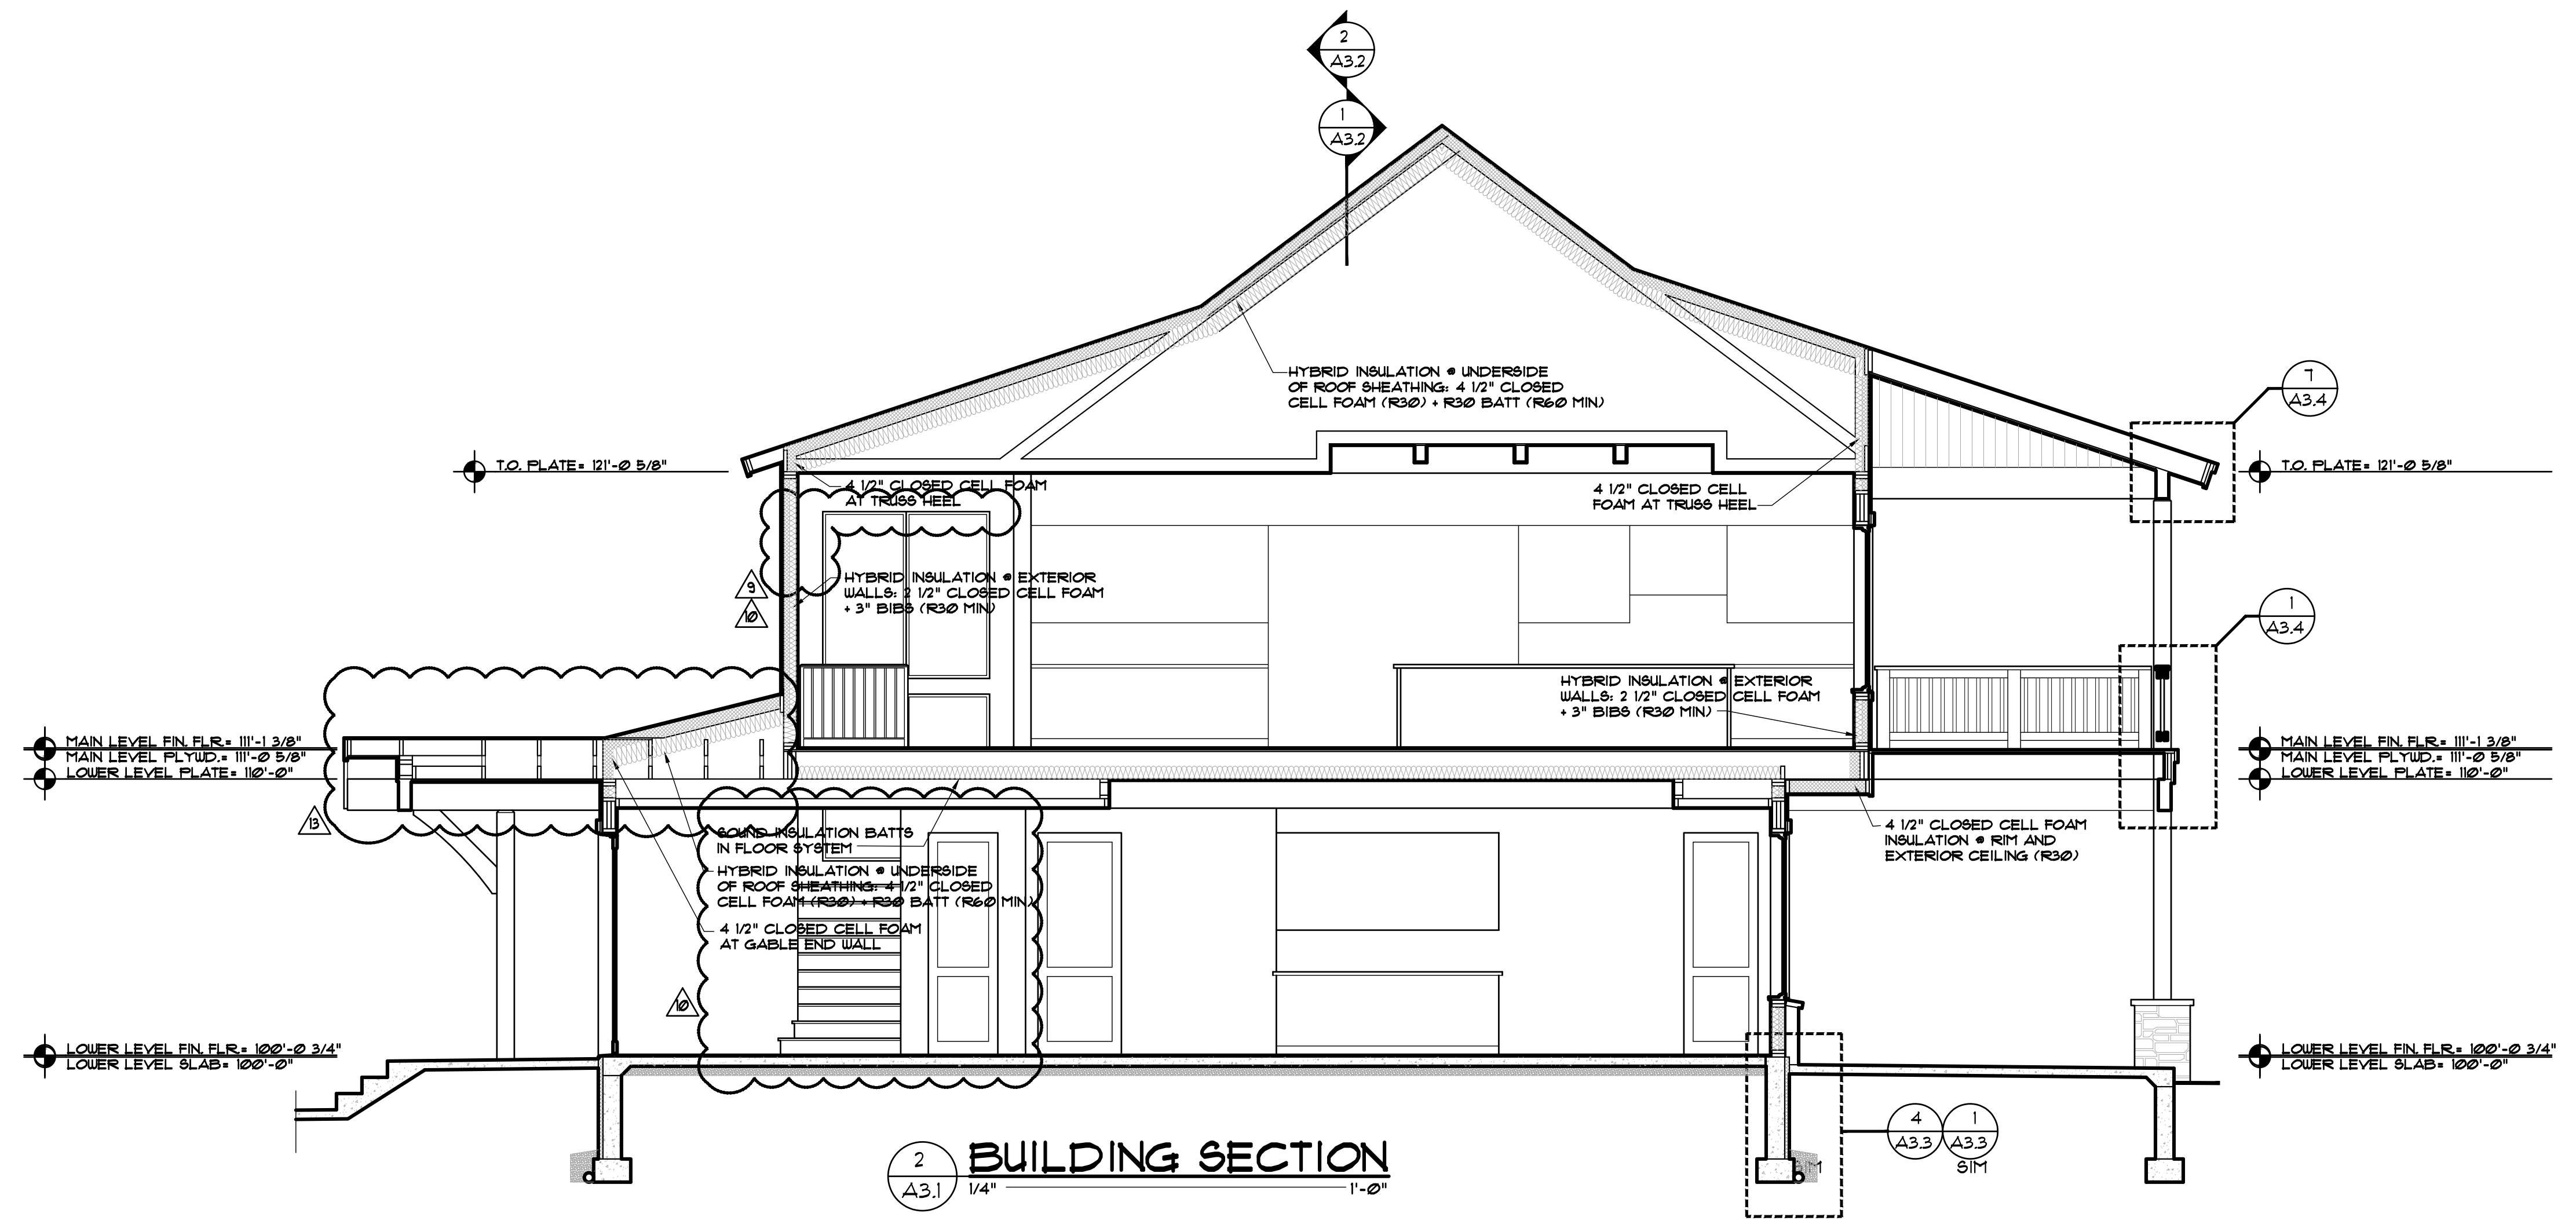 2
A3.2
1
A3.2
HYBRID INSULATION @ UNDERSIDE
OF ROOF SHEATHING: 4 1/2" CLOSED
CELL FOAM (R30) + R30 BATT (R60 MIN)
7
A3.4
T.O. PLATE= 121'-0 5/8"
T.O. PLATE= 121'-0 5/8"
4 1/2" CLOSED CELL FOAM
AT TRUSS HEEL
4 1/2" CLOSED CELL
FOAM AT TRUSS HEEL
9
10
HYBRID INSULATION @ EXTERIOR
WALLS: 2 1/2" CLOSED CELL FOAM
+ 3" BIBS (R30 MIN)
1
A3.4
HYBRID INSULATION @ EXTERIOR
WALLS: 2 1/2" CLOSED CELL FOAM
+ 3" BIBS (R30 MIN)
MAIN LEVEL FIN. FLR.= 111'-1 3/8"
MAIN LEVEL PLYWD.= 111'-0 5/8"
LOWER LEVEL PLATE= 110'-0"
MAIN LEVEL FIN. FLR.= 111'-1 3/8"
MAIN LEVEL PLYWD.= 111'-0 5/8"
LOWER LEVEL PLATE= 110'-0"
13
SOUND INSULATION BATTS
IN FLOOR SYSTEM
HYBRID INSULATION @ UNDERSIDE
OF ROOF SHEATHING: 4 1/2" CLOSED
CELL FOAM (R30) + R30 BATT (R60 MIN)
4 1/2" CLOSED CELL FOAM
AT GABLE END WALL
4 1/2" CLOSED CELL FOAM
INSULATION @ RIM AND
EXTERIOR CEILING (R30)
10
LOWER LEVEL FIN. FLR.= 100'-0 3/4"
LOWER LEVEL SLAB= 100'-0"
LOWER LEVEL FIN. FLR.= 100'-0 3/4"
LOWER LEVEL SLAB= 100'-0"
4
A3.3
1
A3.3
SIM
SIM
2
A3.1
BUILDING SECTION
1/4" 1'-0"